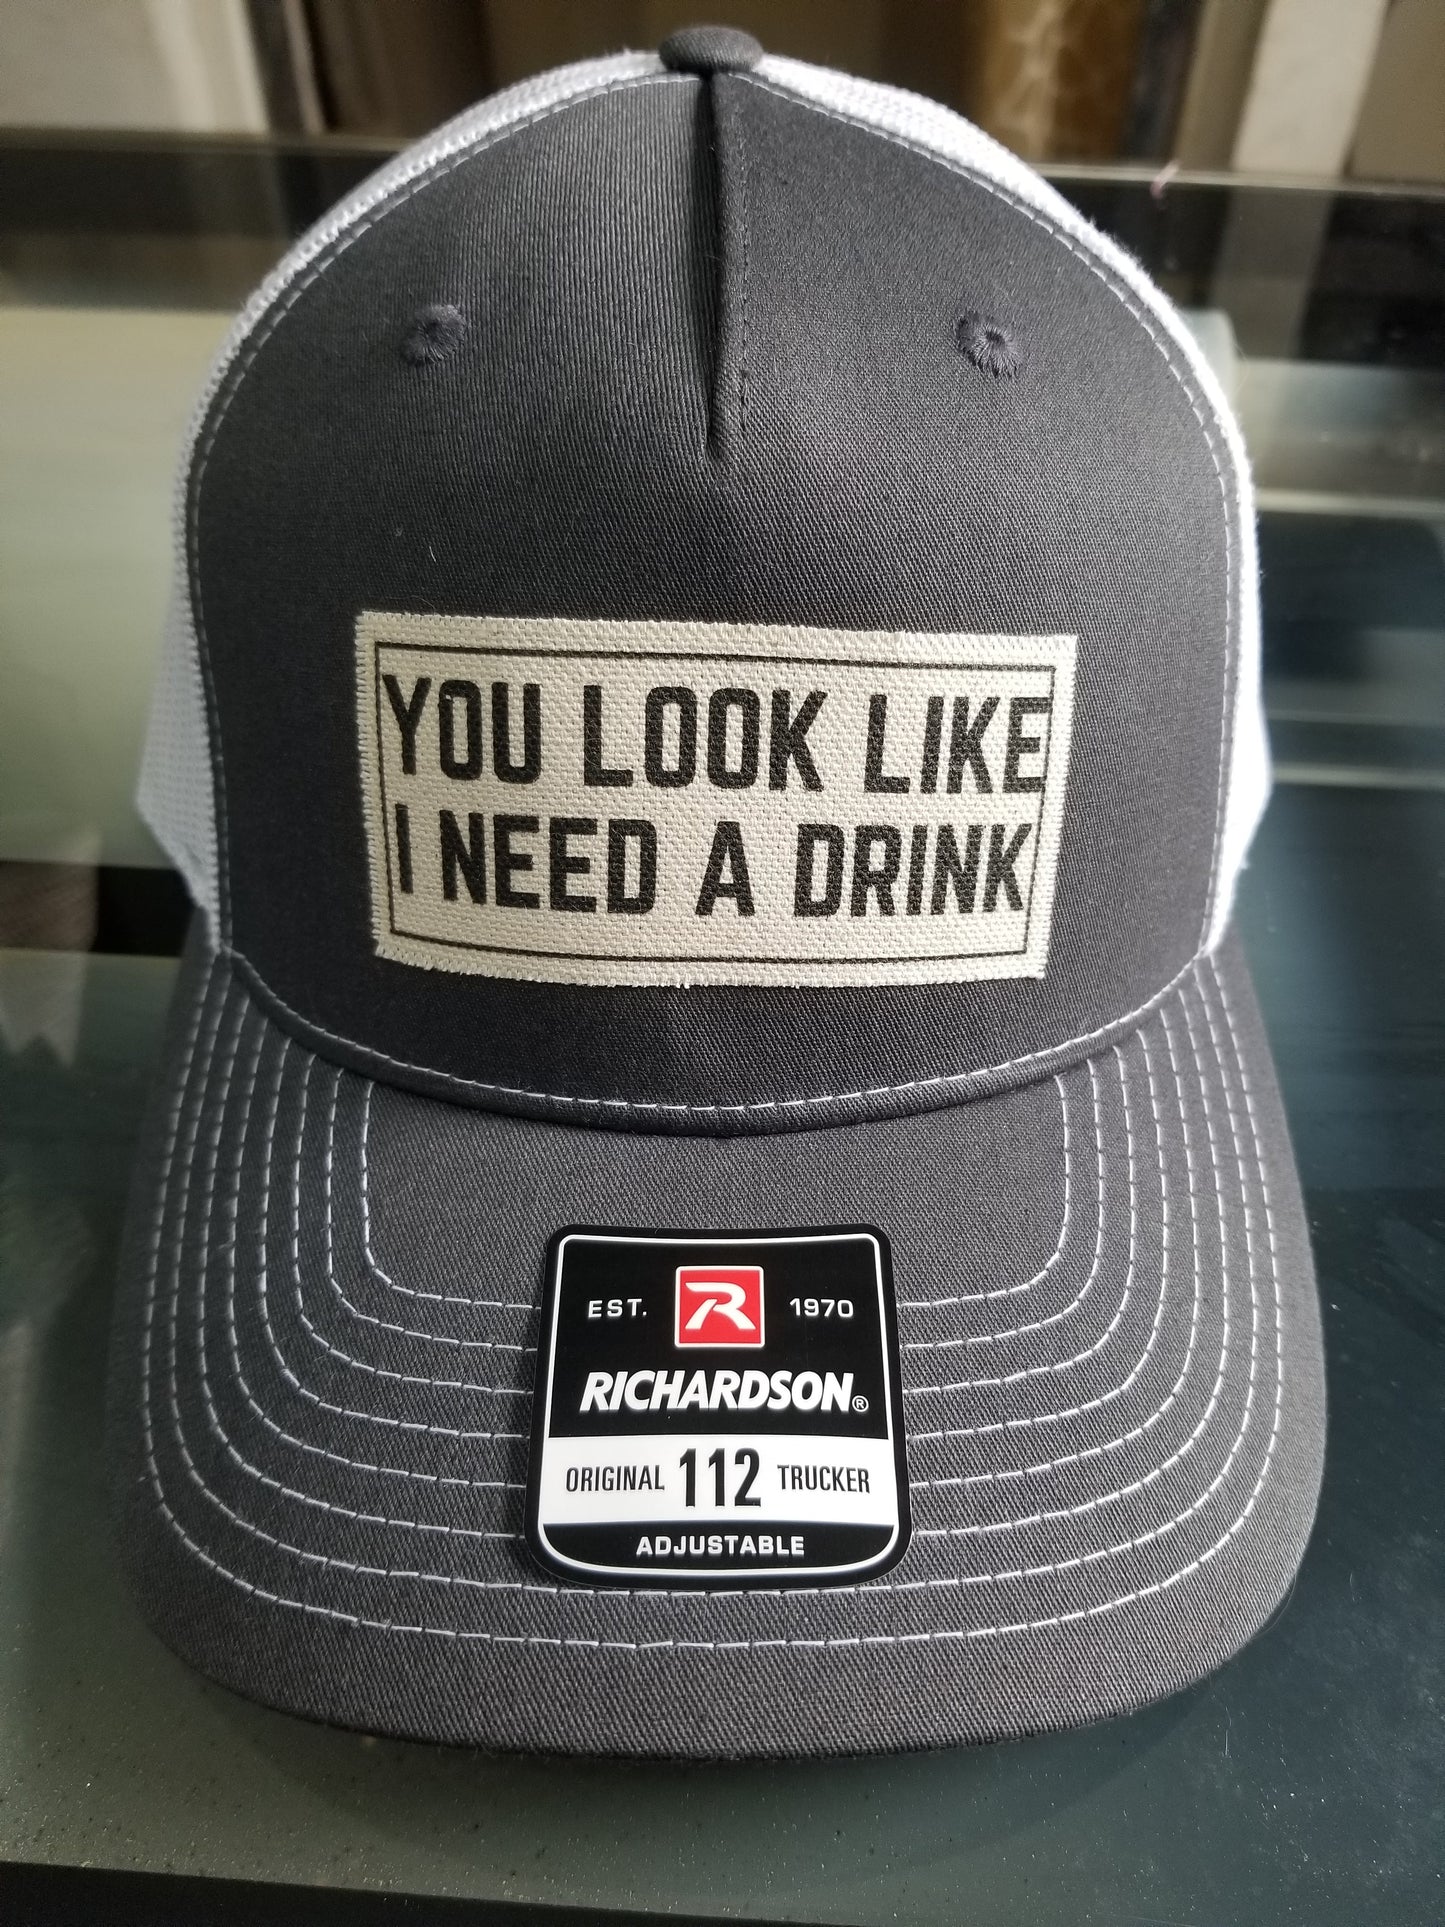 YOU LOOK LIKE
I NEED A DRINK
EST. R 1970
RICHARDSON®
ORIGINAL 112 TRUCKER
ADJUSTABLE